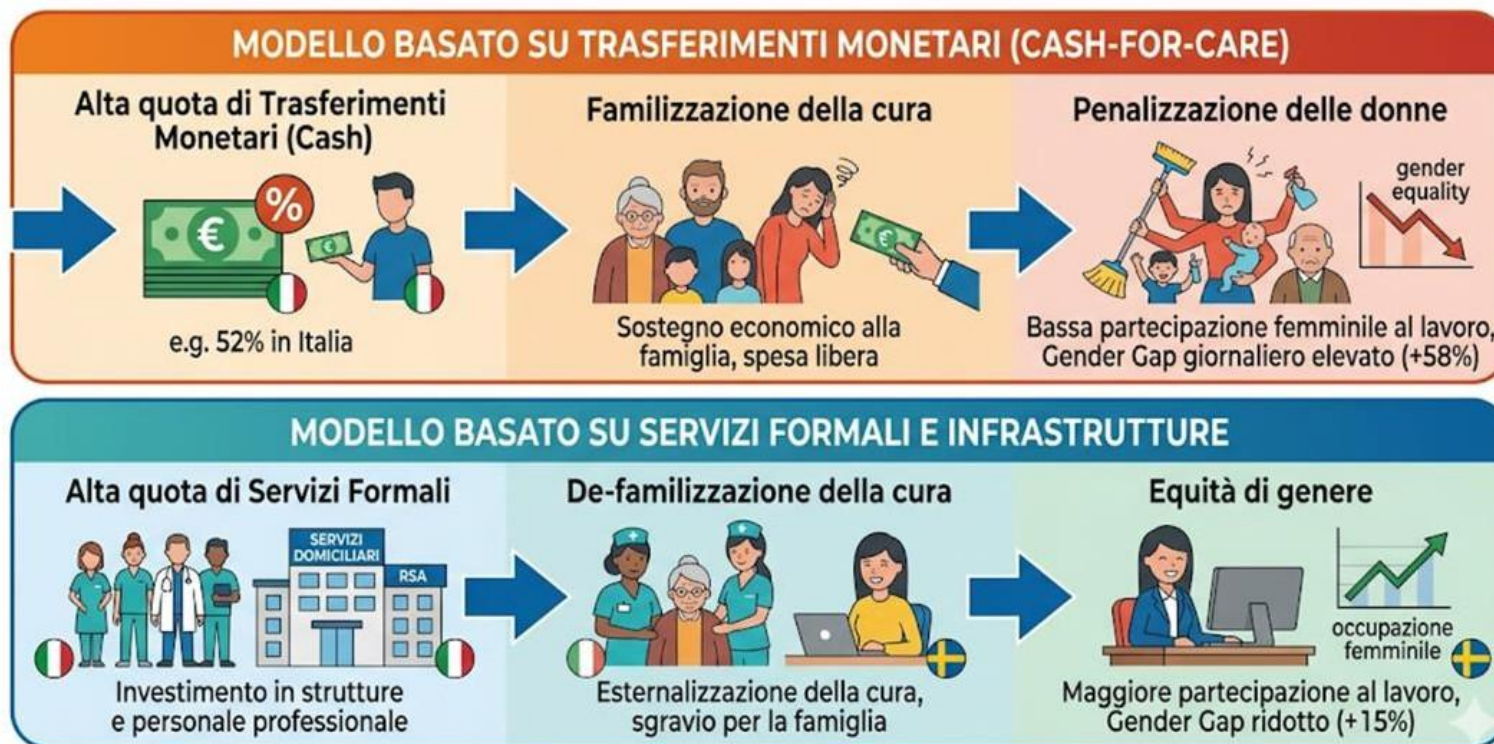 MODELLO BASATO SU TRASFERIMENTI MONETARI (CASH-FOR-CARE)
Alta quota di Trasferimenti
Monetari (Cash)
%
€
€
e.g. 52% in Italia
Familizzazione della cura
€
Sostegno economico alla
famiglia, spesa libera
Penalizzazione delle donne
gender
equality
Bassa partecipazione femminile al lavoro,
Gender Gap giornaliero elevato (+58%)
MODELLO BASATO SU SERVIZI FORMALI E INFRASTRUTTURE
Alta quota di Servizi Formali
SERVIZI
DOMICILIARI
RSA
Investimento in strutture
e personale professionale
De-familizzazione della cura
Esternalizzazione della cura,
sgravio per la famiglia
Equità di genere
occupazione
femminile
Maggiore partecipazione al lavoro,
Gender Gap ridotto (+15%)